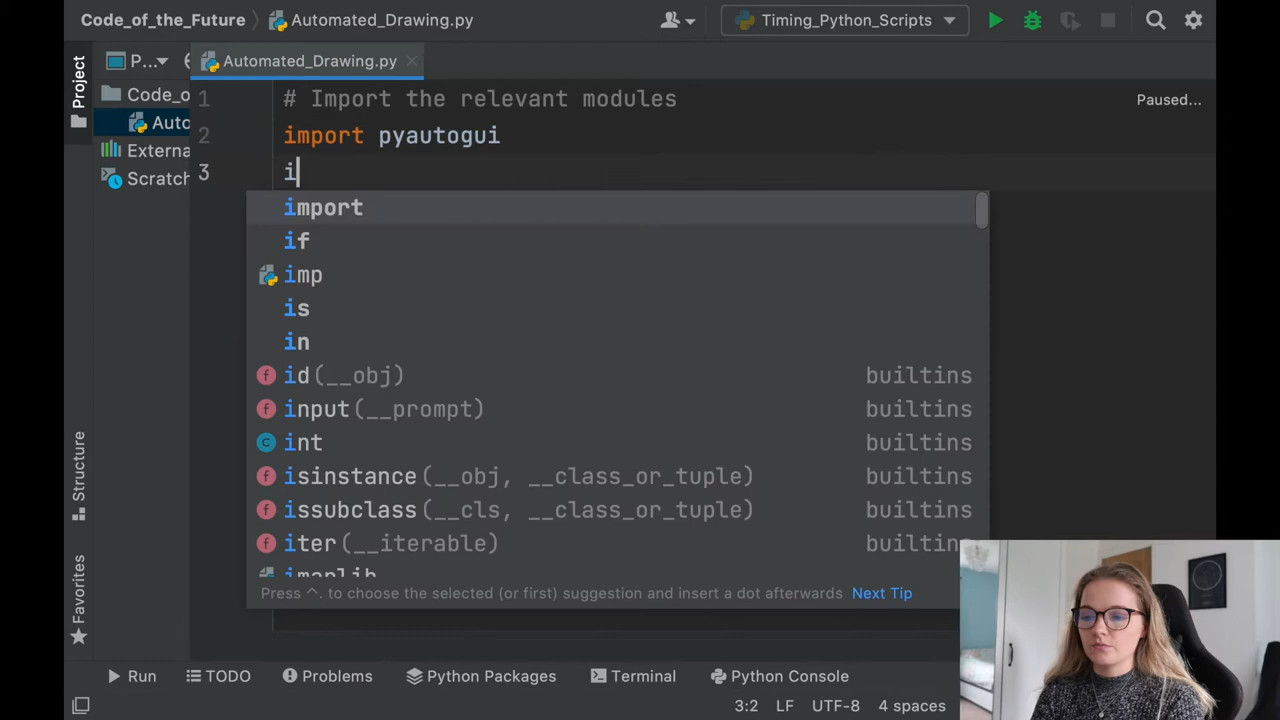 Code_of_the_Future
Automated_Drawing.py
Timing_Python_Scripts
Project
P...
Automated_Drawing.py
Code_o
Auto
Externa
Scratch
Paused...
1 # Import the relevant modules
2 import pyautogui
3 i
import
if
imp
is
in
id(__obj) builtins
input(__prompt) builtins
int builtins
isinstance(__obj, __class_or_tuple) builtins
issubclass(__cls, __class_or_tuple) builtins
iter(__iterable) builtins
imaplib
Press ^. to choose the selected (or first) suggestion and insert a dot afterwards Next Tip
Structure
Favorites
Run TODO Problems Python Packages Terminal Python Console
3:2 LF UTF-8 4 spaces